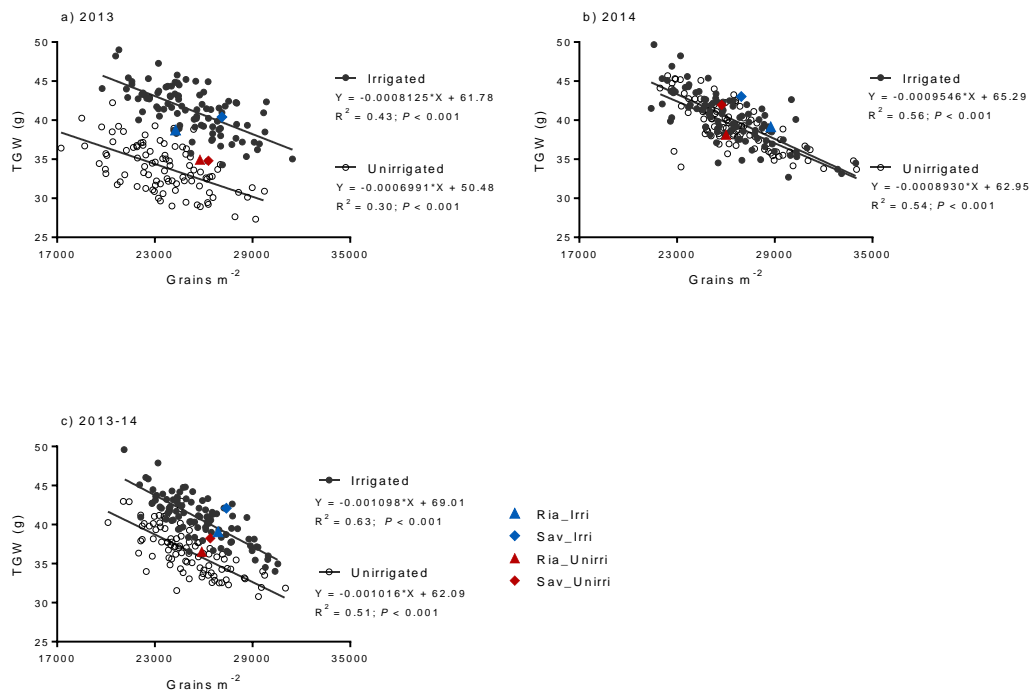 a) 2013
50
45
40
35
30
25
TGW (g)
17000 23000 29000 35000
Grains m-2
Irrigated
Y = -0.0008125*X + 61.78
R2 = 0.43; P < 0.001
Unirrigated
Y = -0.0006991*X + 50.48
R2 = 0.30; P < 0.001
b) 2014
50
45
40
35
30
25
TGW (g)
17000 23000 29000 35000
Grains m-2
Irrigated
Y = -0.0009546*X + 65.29
R2 = 0.56; P < 0.001
Unirrigated
Y = -0.0008930*X + 62.95
R2 = 0.54; P < 0.001
c) 2013-14
50
45
40
35
30
25
TGW (g)
17000 23000 29000 35000
Grains m-2
Irrigated
Y = -0.001098*X + 69.01
R2 = 0.63; P < 0.001
Unirrigated
Y = -0.001016*X + 62.09
R2 = 0.51; P < 0.001
Ria_Irri
Sav_Irri
Ria_Unirri
Sav_Unirri